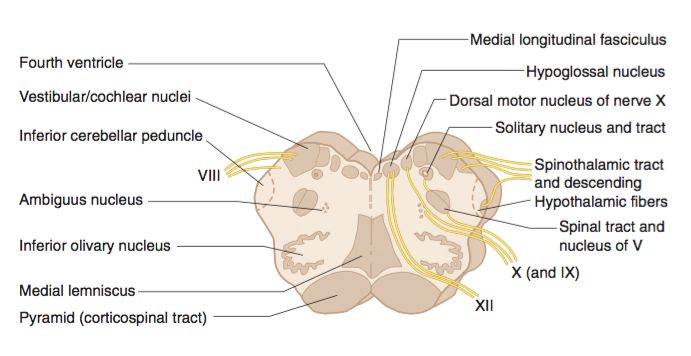 Medial longitudinal fasciculus
Fourth ventricle
Hypoglossal nucleus
Vestibular/cochlear nuclei
Dorsal motor nucleus of nerve X
Solitary nucleus and tract
Inferior cerebellar peduncle
VIII
Spinothalamic tract
and descending
Hypothalamic fibers
Ambiguus nucleus
Spinal tract and
nucleus of V
Inferior olivary nucleus
X (and IX)
Medial lemniscus
XII
Pyramid (corticospinal tract)